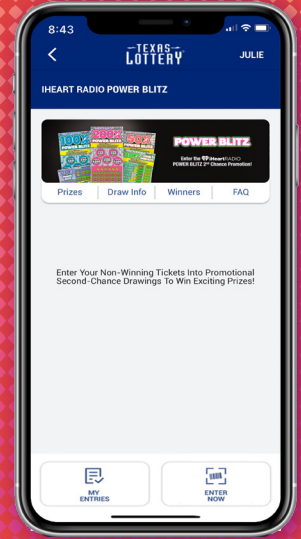 8:43
TEXAS
LOTTERY
JULIE
IHEART RADIO POWER BLITZ
100X 200X 50X
POWER BLITZ
Enter the iHeartRADIO
POWER BLITZ 2nd Chance Promotion!
Prizes Draw Info Winners FAQ
Enter Your Non-Winning Tickets Into Promotional
Second-Chance Drawings To Win Exciting Prizes!
MY
ENTRIES
ENTER
NOW